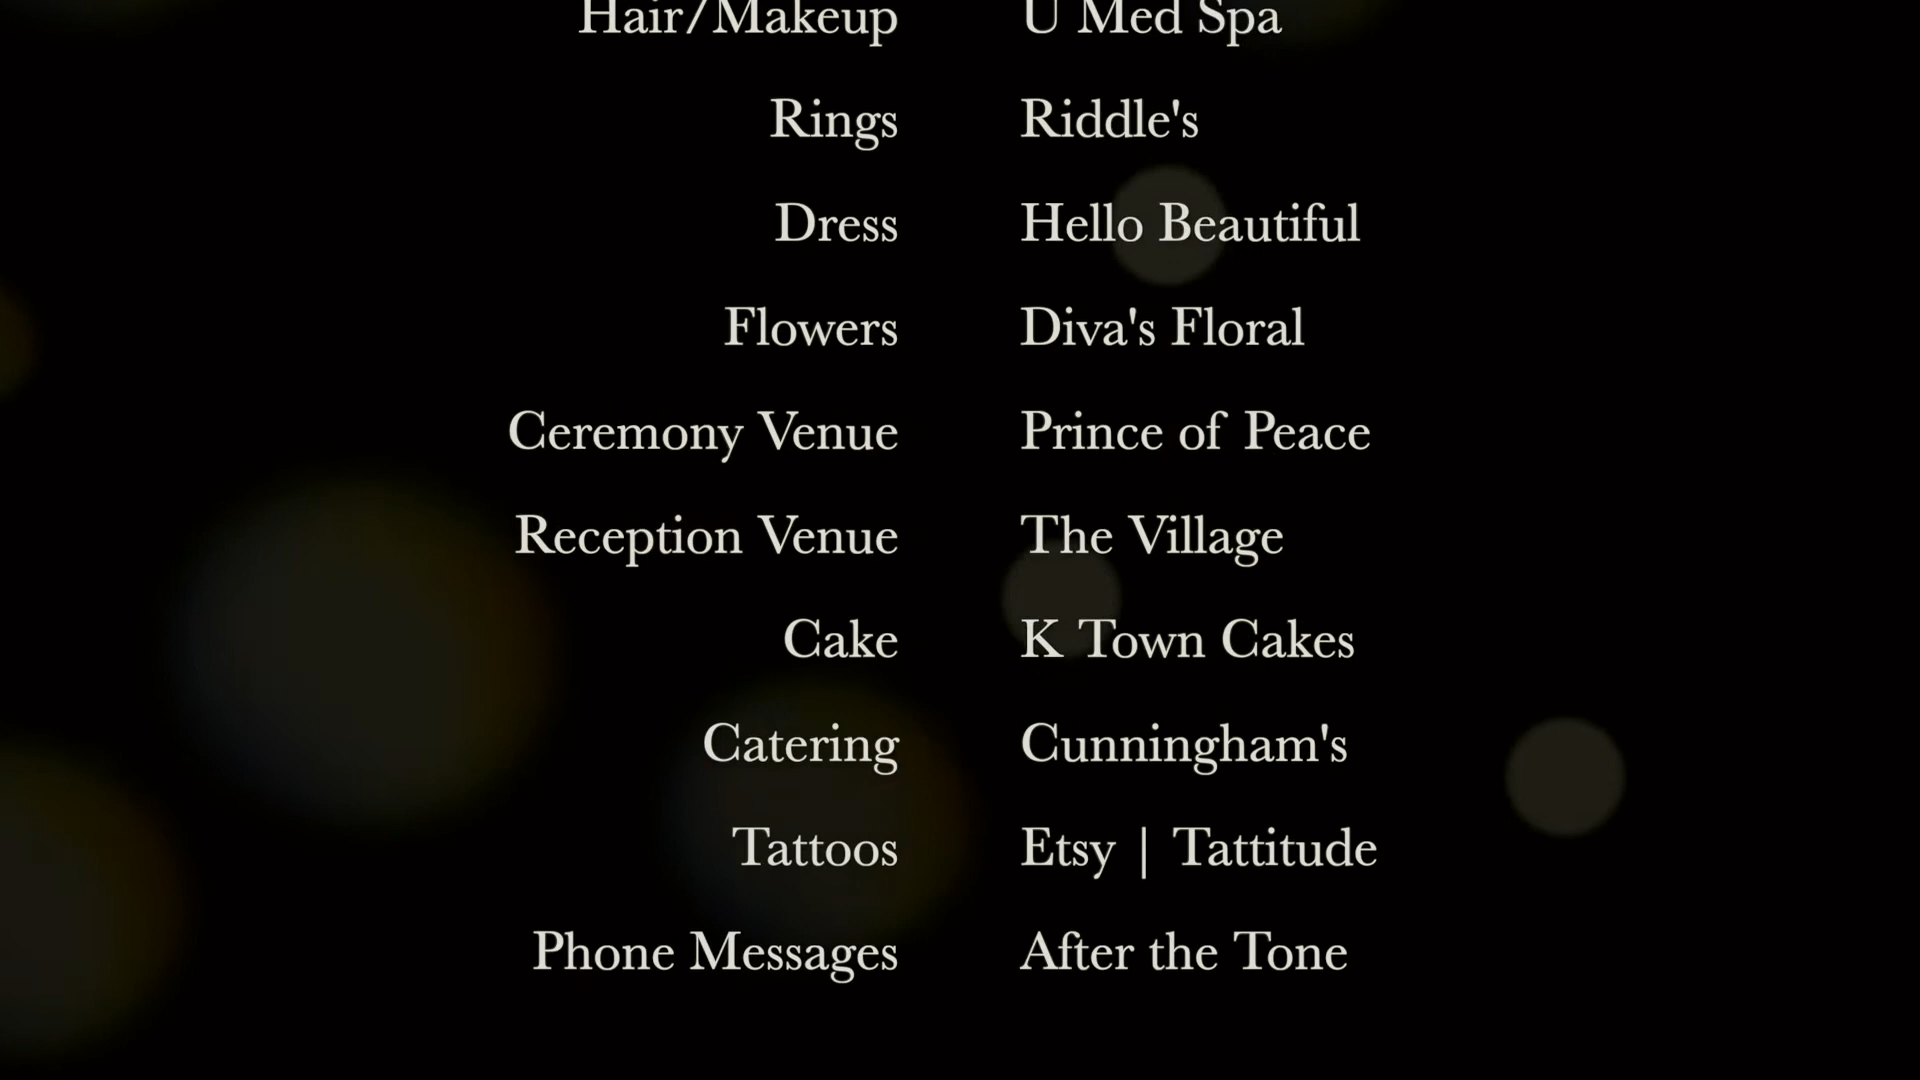 Hair/Makeup U Med Spa
Rings Riddle's
Dress Hello Beautiful
Flowers Diva's Floral
Ceremony Venue Prince of Peace
Reception Venue The Village
Cake K Town Cakes
Catering Cunningham's
Tattoos Etsy | Tattitude
Phone Messages After the Tone